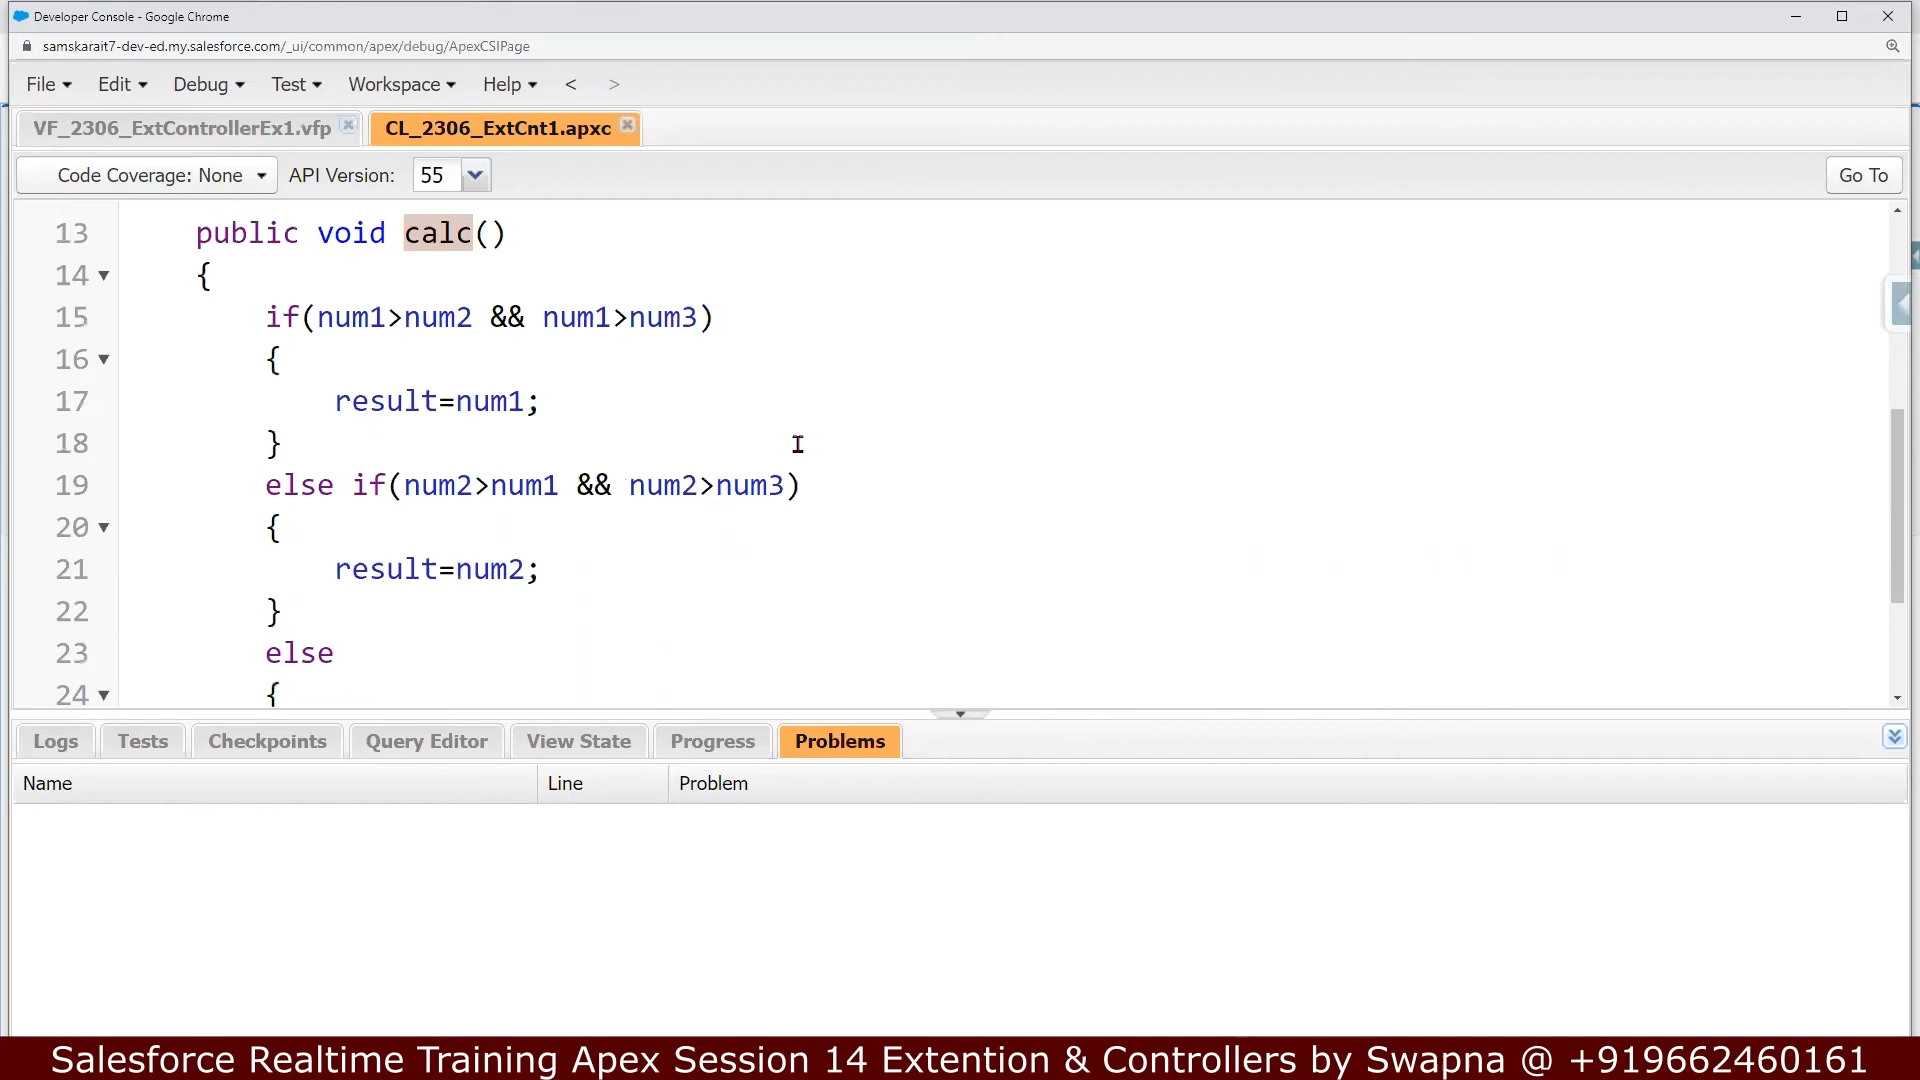 Developer Console - Google Chrome
samskarait7-dev-ed.my.salesforce.com/_ui/common/apex/debug/ApexCSIPage
File Edit Debug Test Workspace Help < >
VF_2306_ExtControllerEx1.vfp CL_2306_ExtCnt1.apxc
Code Coverage: None API Version: 55 Go To
13 public void calc()
14 {
15 if(num1>num2 && num1>num3)
16 {
17 result=num1;
18 }
19 else if(num2>num1 && num2>num3)
20 {
21 result=num2;
22 }
23 else
24 {
Logs Tests Checkpoints Query Editor View State Progress Problems
Name Line Problem
Salesforce Realtime Training Apex Session 14 Extention & Controllers by Swapna @ +919662460161